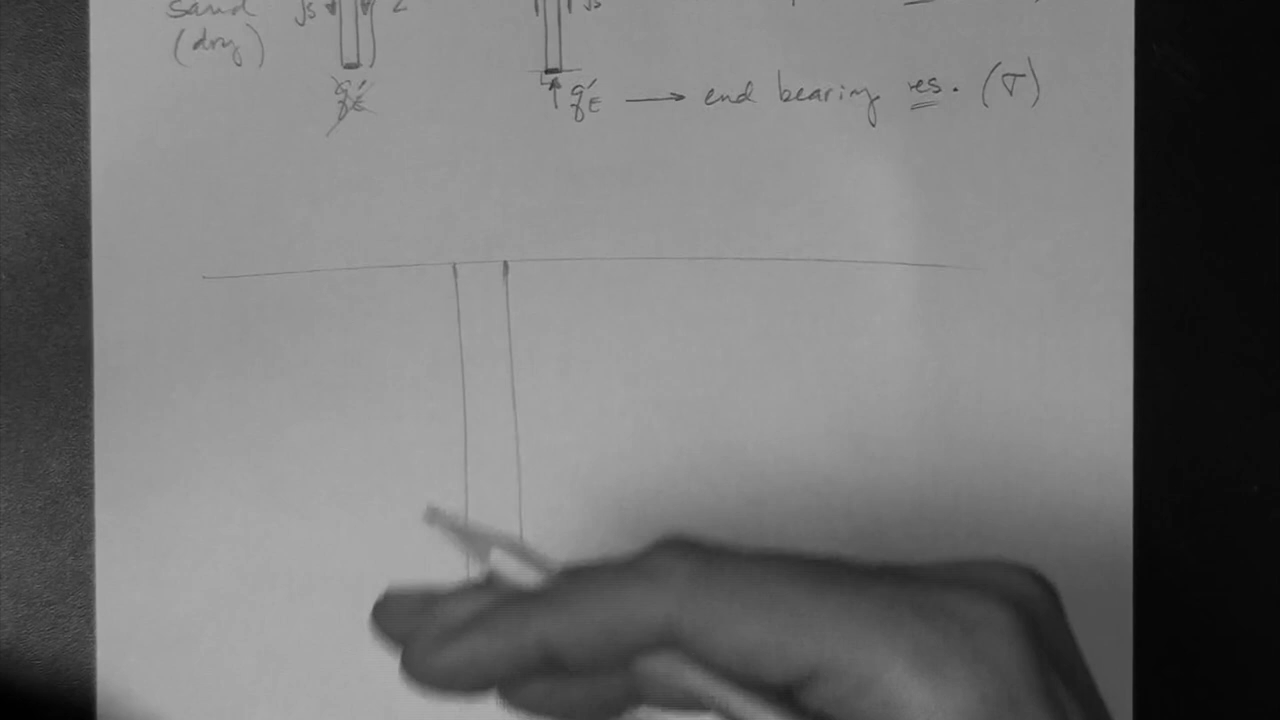 sand fs fs
(dry)
q'E q'E → end bearing res. (σ)